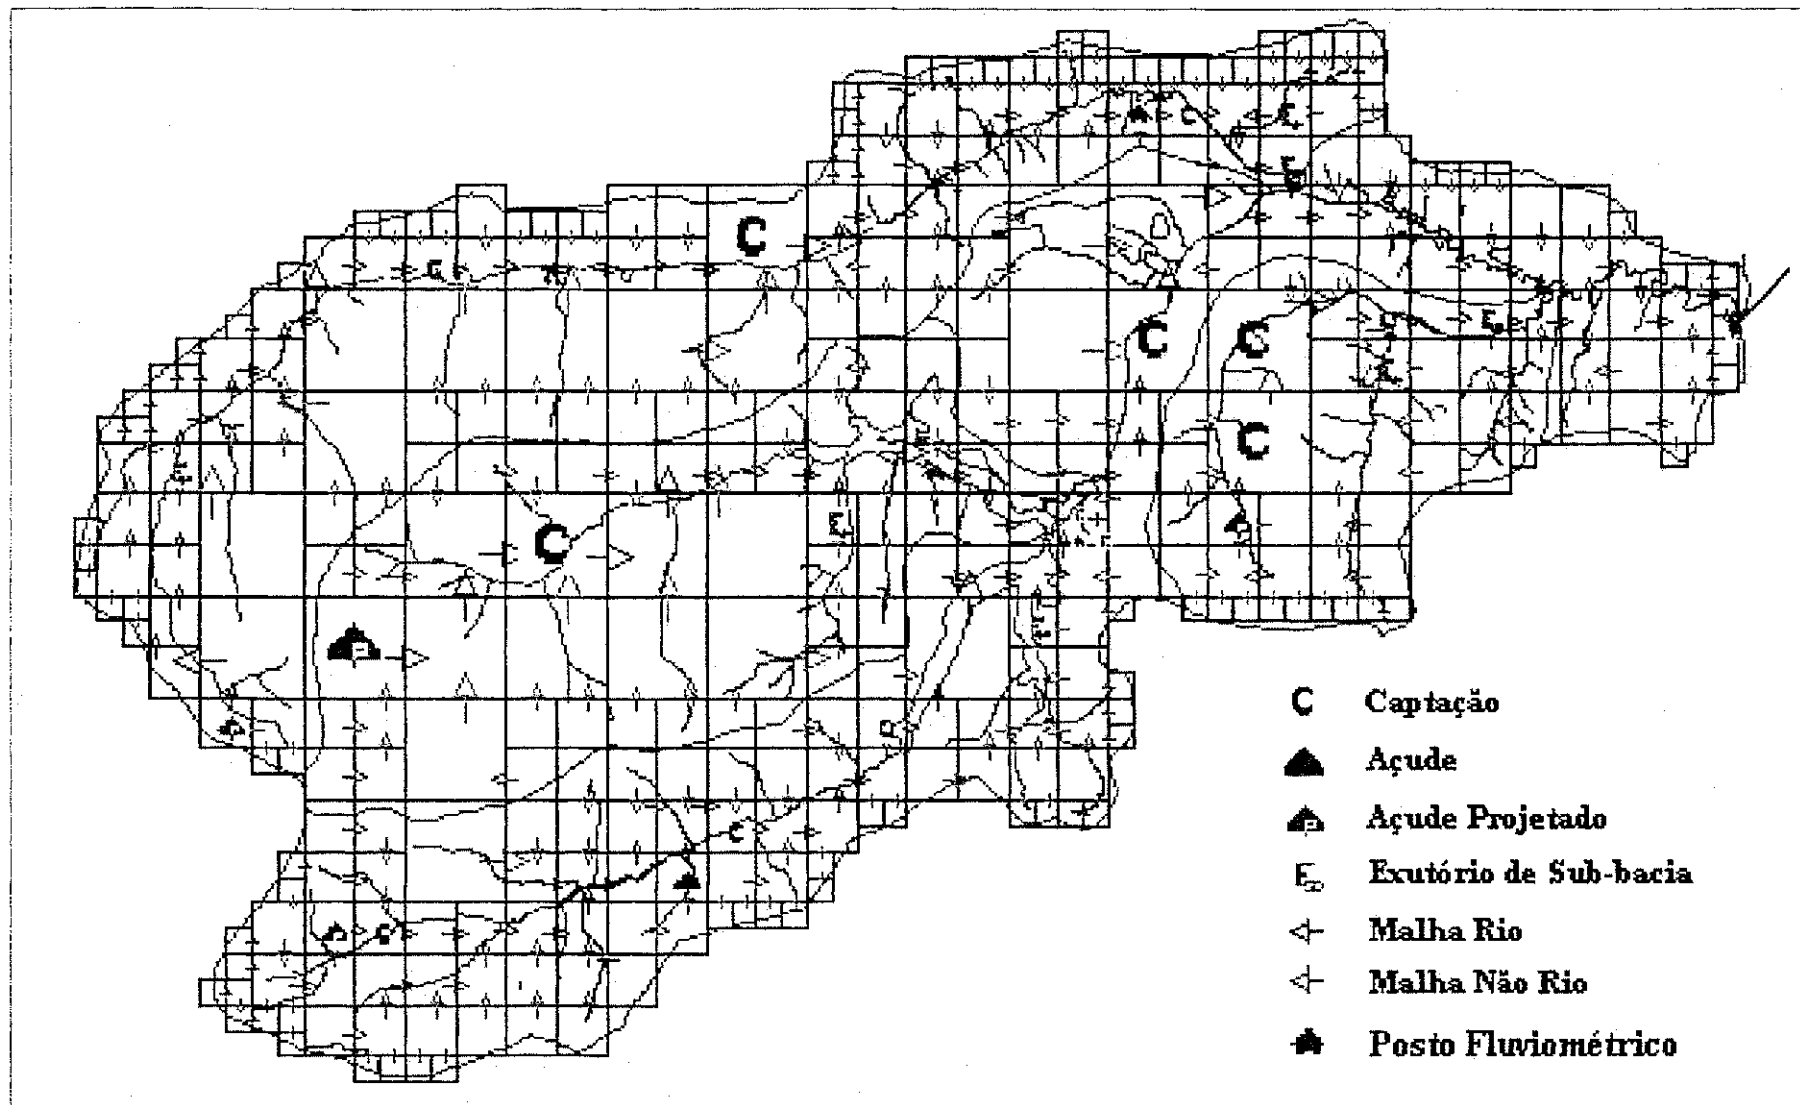 C
C
C
E
C
C
C
C
E
E
C
E
E
C
C
C Captação
Açude
Açude Projetado
E Exutório de Sub-bacia
Malha Rio
Malha Não Rio
Posto Fluviométrico